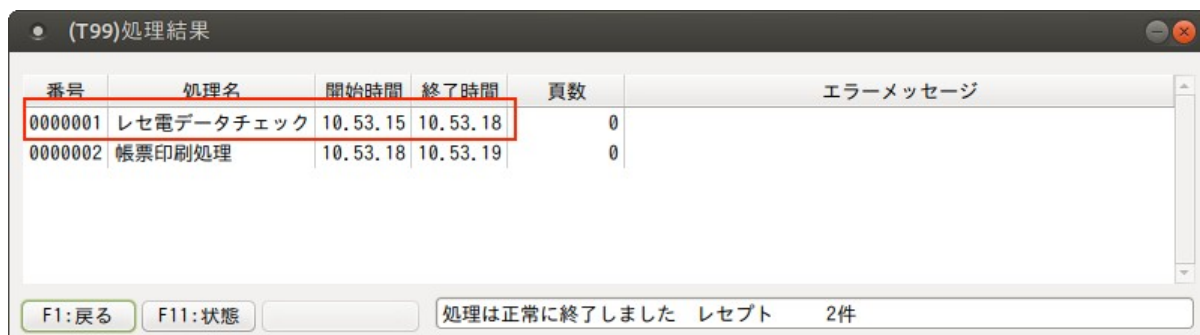 (T99)処理結果
番号 処理名 開始時間 終了時間 頁数 エラーメッセージ
0000001 レセ電データチェック 10.53.15 10.53.18 0
0000002 帳票印刷処理 10.53.18 10.53.19 0
F1:戻る F11:状態 処理は正常に終了しました レセプト 2件